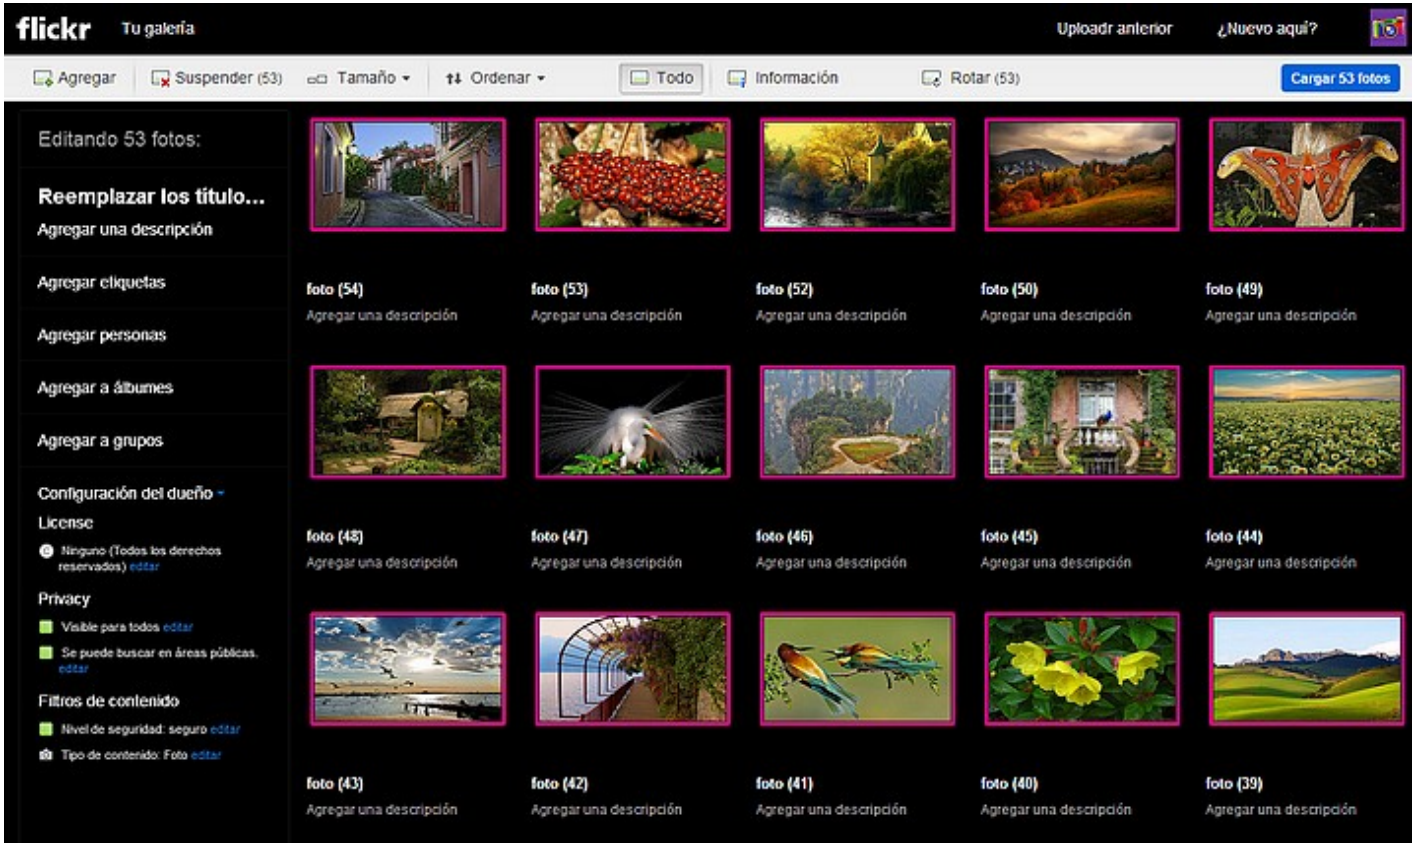 flickr Tu galería Uploadr anterior ¿Nuevo aquí?
Agregar Suspender (53) Tamaño Ordenar Todo Información Rotar (53) Cargar 53 fotos
Editando 53 fotos:
Reemplazar los título...
Agregar una descripción
Agregar etiquetas
Agregar personas
Agregar a álbumes
Agregar a grupos
Configuración del dueño
License
Ninguno (Todos los derechos
reservados) editar
Privacy
Visible para todos editar
Se puede buscar en áreas públicas.
editar
Filtros de contenido
Nivel de seguridad: seguro editar
Tipo de contenido: Foto editar
foto (54) foto (53) foto (52) foto (50) foto (49)
Agregar una descripción Agregar una descripción Agregar una descripción Agregar una descripción Agregar una descripción
foto (48) foto (47) foto (46) foto (45) foto (44)
Agregar una descripción Agregar una descripción Agregar una descripción Agregar una descripción Agregar una descripción
foto (43) foto (42) foto (41) foto (40) foto (39)
Agregar una descripción Agregar una descripción Agregar una descripción Agregar una descripción Agregar una descripción